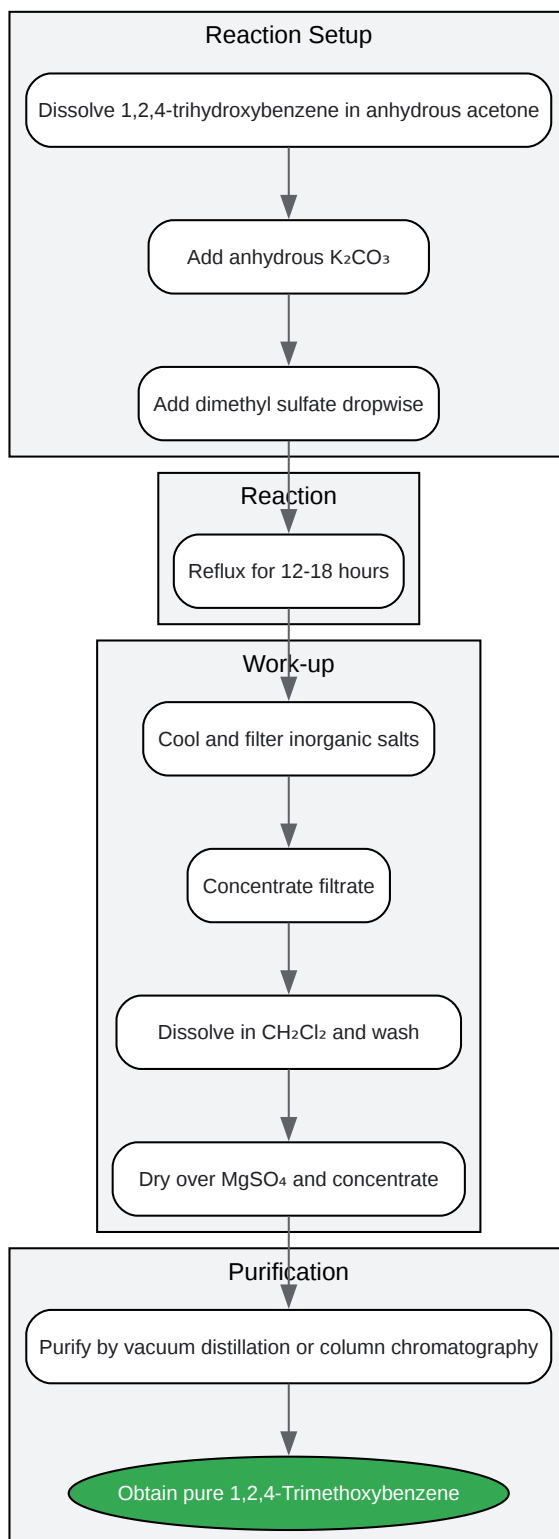 Reaction Setup
Dissolve 1,2,4-trihydroxybenzene in anhydrous acetone
Add anhydrous K₂CO₃
Add dimethyl sulfate dropwise
Reaction
Reflux for 12-18 hours
Work-up
Cool and filter inorganic salts
Concentrate filtrate
Dissolve in CH₂Cl₂ and wash
Dry over MgSO₄ and concentrate
Purification
Purify by vacuum distillation or column chromatography
Obtain pure 1,2,4-Trimethoxybenzene